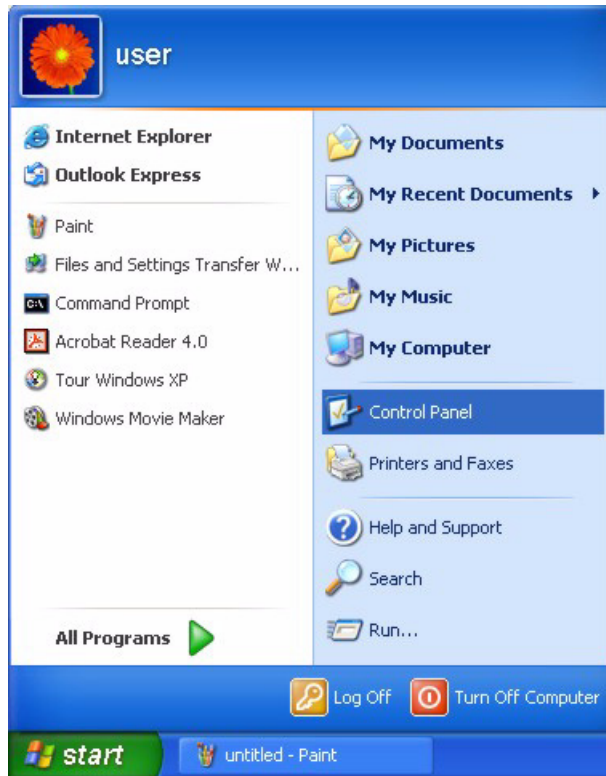 user
Internet Explorer
Outlook Express
Paint
Files and Settings Transfer W...
C:\
Command Prompt
Acrobat Reader 4.0
Tour Windows XP
Windows Movie Maker
All Programs
My Documents
My Recent Documents
My Pictures
My Music
My Computer
Control Panel
Printers and Faxes
Help and Support
Search
Run...
Log Off
Turn Off Computer
start
untitled - Paint